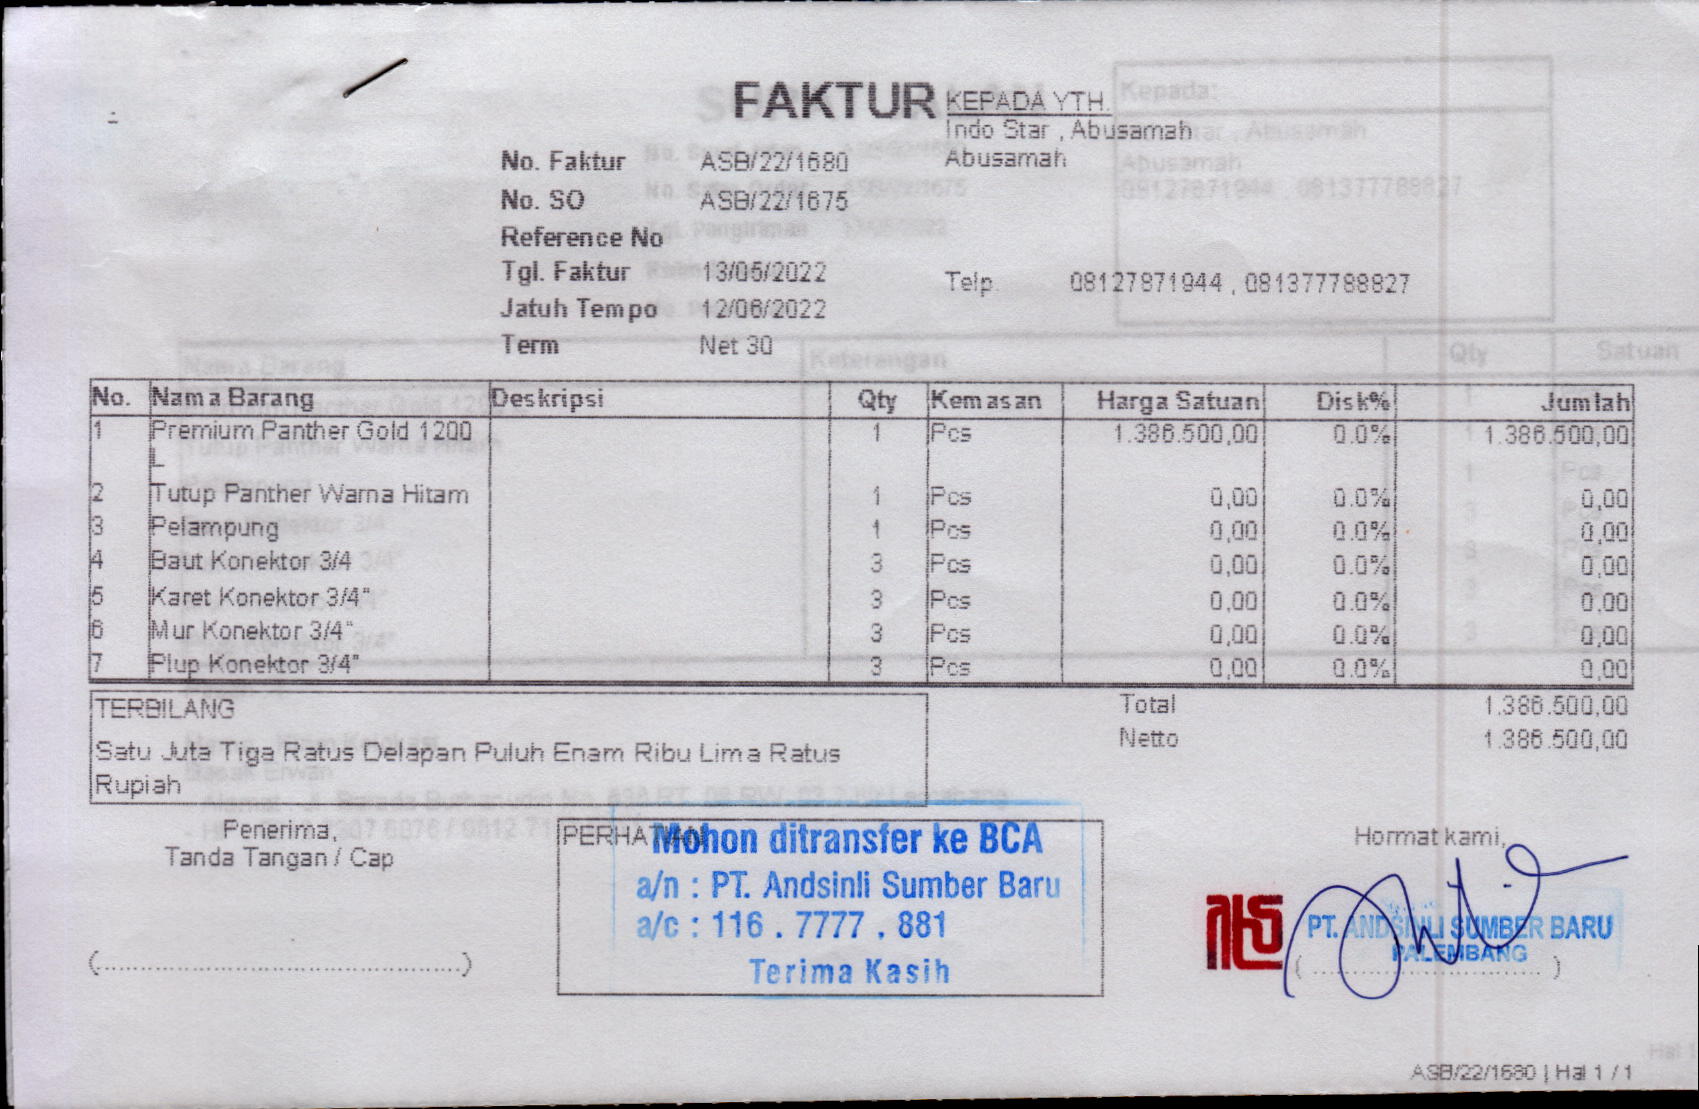 FAKTUR
KEPADA YTH.
Indo Star , Abusamah
Abusamah
No. Faktur ASB/22/1680
No. SO ASB/22/1675
Reference No
Tgl. Faktur 13/05/2022
Telp. 08127871944 , 081377788827
Jatuh Tempo 12/06/2022
Term Net 30
No. Nama Barang Deskripsi Qty Kemasan Harga Satuan Disk% Jumlah
1 Premium Panther Gold 1200 1 Pcs 1.386.500,00 0.0% 1.386.500,00
L
2 Tutup Panther Warna Hitam 1 Pcs 0,00 0.0% 0,00
3 Pelampung 1 Pcs 0,00 0.0% 0,00
4 Baut Konektor 3/4 3 Pcs 0,00 0.0% 0,00
5 Karet Konektor 3/4" 3 Pcs 0,00 0.0% 0,00
6 Mur Konektor 3/4" 3 Pcs 0,00 0.0% 0,00
7 Plup Konektor 3/4" 3 Pcs 0,00 0.0% 0,00
TERBILANG
Satu Juta Tiga Ratus Delapan Puluh Enam Ribu Lima Ratus
Rupiah
Total 1.386.500,00
Netto 1.386.500,00
Penerima,
Tanda Tangan / Cap
(..................................................)
PERHATIAN
Mohon ditransfer ke BCA
a/n : PT. Andsinli Sumber Baru
a/c : 116 . 7777 . 881
Terima Kasih
Hormat kami,
PT. ANDSINLI SUMBER BARU
PALEMBANG
ASB/22/1680 | Hal 1 / 1